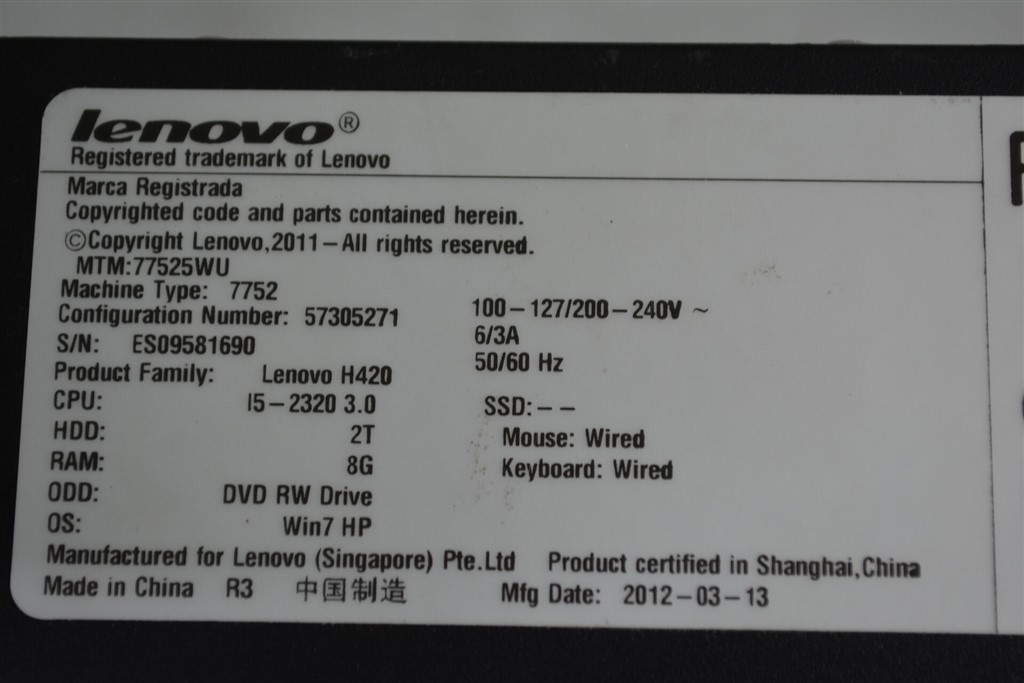 lenovo®
Registered trademark of Lenovo
Marca Registrada
Copyrighted code and parts contained herein.
©Copyright Lenovo,2011–All rights reserved.
MTM:77525WU
Machine Type: 7752
Configuration Number: 57305271
S/N: ES09581690
Product Family: Lenovo H420
CPU: I5–2320 3.0
HDD: 2T
RAM: 8G
ODD: DVD RW Drive
OS: Win7 HP
100–127/200–240V ~
6/3A
50/60 Hz
SSD:– –
Mouse: Wired
Keyboard: Wired
Manufactured for Lenovo (Singapore) Pte.Ltd Product certified in Shanghai,China
Made in China R3 中国制造 Mfg Date: 2012–03–13